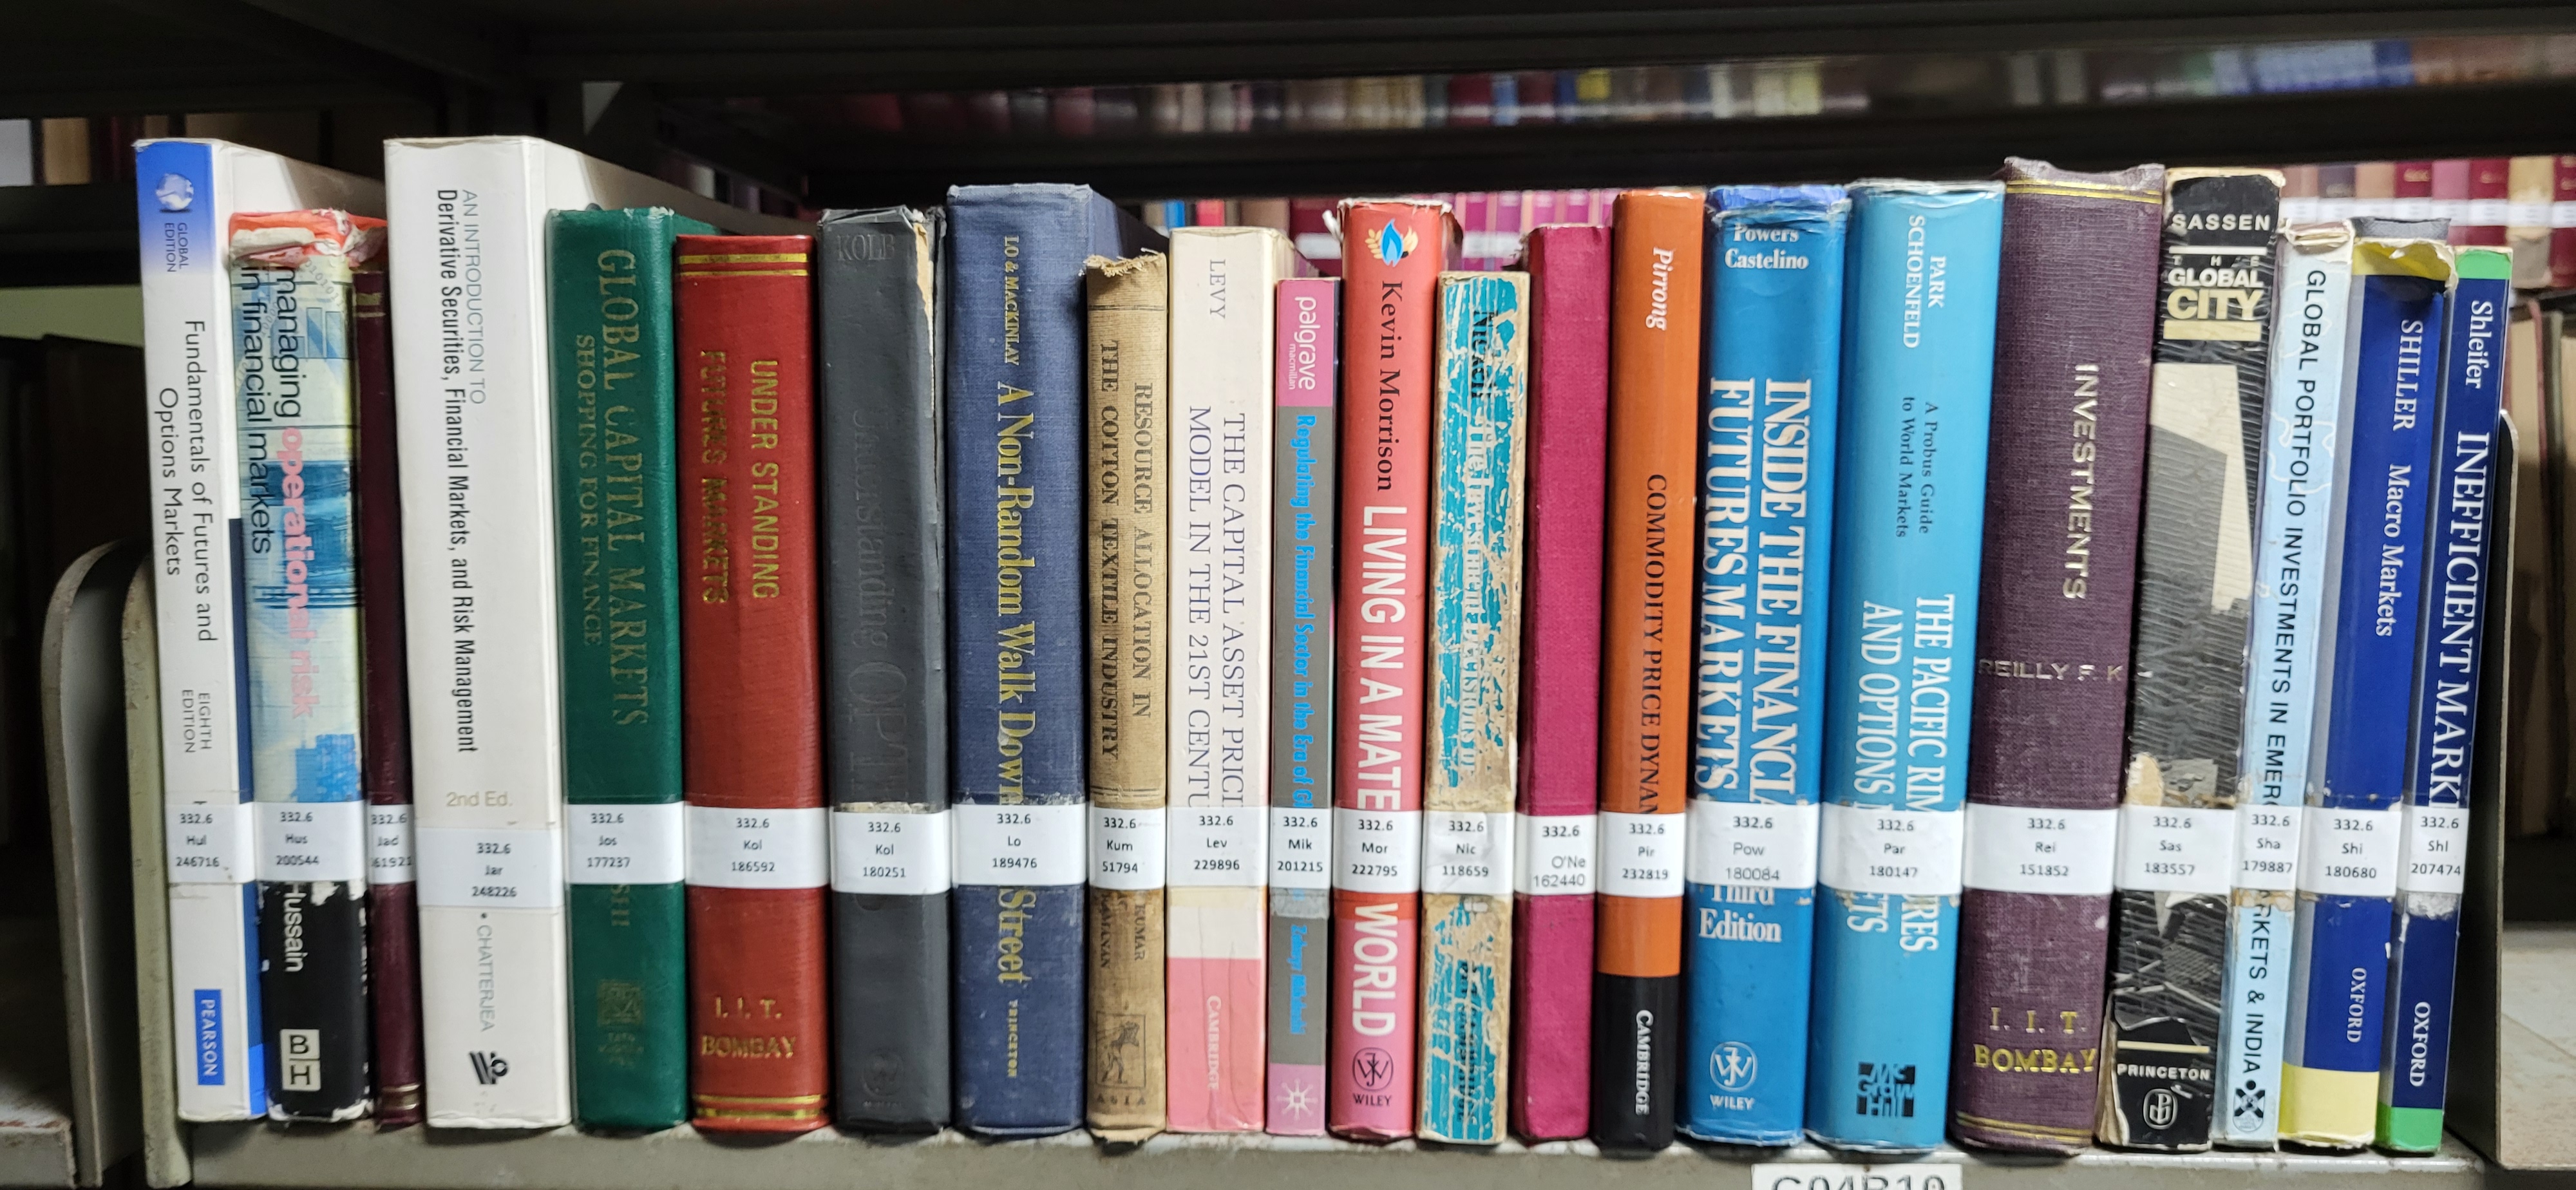 GLOBAL
EDITION
Fundamentals of Futures and
Options Markets
EIGHTH
EDITION
332.6
Hul
246716
PEARSON
managing operational risk
in financial markets
332.6
Hus
200544
Hussain
B
H
332.6
Jad
61921
AN INTRODUCTION TO
Derivative Securities, Financial Markets, and Risk Management
2nd Ed.
332.6
Jar
248226
• CHATTERJEA
GLOBAL CAPITAL MARKETS
SHOPPING FOR FINANCE
332.6
Jos
177237
SHI
UNDER STANDING
FUTURES MARKETS
332.6
Kol
186592
I. I. T.
BOMBAY
KOLB
Understanding
332.6
Kol
180251
LO & MACKINLAY A Non-Random Walk Down
Street
332.6
Lo
189476
PRINCETON
RESOURCE ALLOCATION IN
THE COTTON TEXTILE INDUSTRY
332.6
Kum
51794
KUMAR
ASIA
LEVY
THE CAPITAL ASSET PRICI
MODEL IN THE 21ST CENTU
332.6
Lev
229896
CAMBRIDGE
palgrave
macmillan
Regulating the Financial Sector in the Era of Gl
332.6
Mik
201215
Kevin Morrison LIVING IN A MATE
332.6
Mor
222795
WORLD
WILEY
332.6
Nic
118659
332.6
O'Ne
162440
Pirrong
COMMODITY PRICE DYNAM
332.6
Pir
232819
CAMBRIDGE
Powers
Castelino
INSIDE THE FINANCIA
FUTURES MARKETS
332.6
Pow
180084
Third
Edition
WILEY
PARK
SCHOENFELD
A Probus Guide
to World Markets
THE PACIFIC RIM
AND OPTIONS
332.6
Par
180147
RES
ETS
Mc
Graw
Hill
INVESTMENTS
REILLY F. K
332.6
Rei
151852
I. I. T.
BOMBAY
SASSEN
THE
GLOBAL
CITY
332.6
Sas
183557
PRINCETON
GLOBAL PORTFOLIO INVESTMENTS IN EMERG
332.6
Sha
179887
RKETS & INDIA
SHILLER Macro Markets
332.6
Shi
180680
OXFORD
Shleifer INEFFICIENT MARKE
332.6
Shl
207474
OXFORD